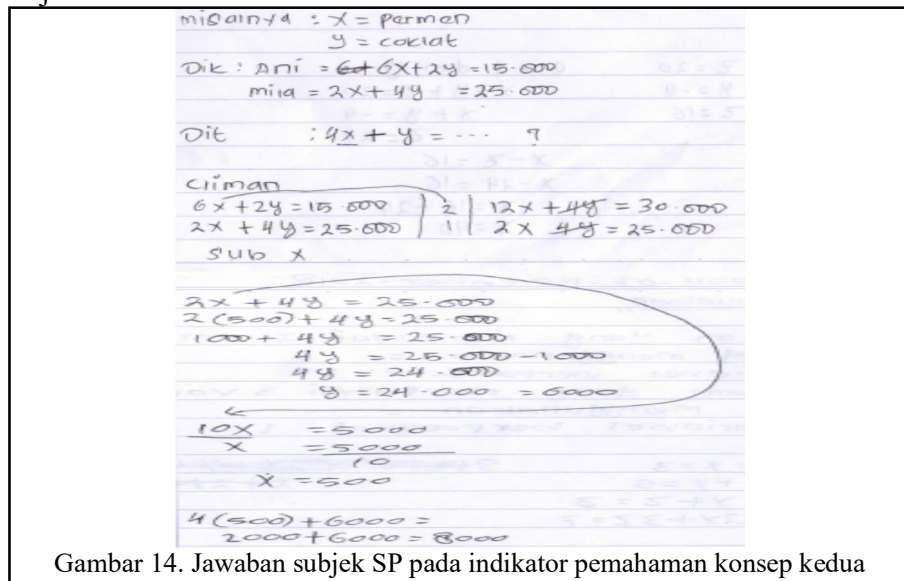 misalnya : x = permen
y = coklat
Dik : Ani = 6x+2y = 15.000
mila = 2x + 4y = 25.000
Dit : 4x + y = .... ?
Eliman
6x + 2y = 15.000 | 2 | 12x + 4y = 30.000
2x + 4y = 25.000 | 1 | 2x 4y = 25.000
sub x
2x + 4y = 25.000
2 (500) + 4y = 25.000
1000 + 4y = 25.000
4y = 25.000 - 1000
4y = 24.000
y = 24.000 = 6000
10x = 5000
x = 5000
10
x = 500
4 (500) + 6000 =
2000 + 6000 = 8000
Gambar 14. Jawaban subjek SP pada indikator pemahaman konsep kedua